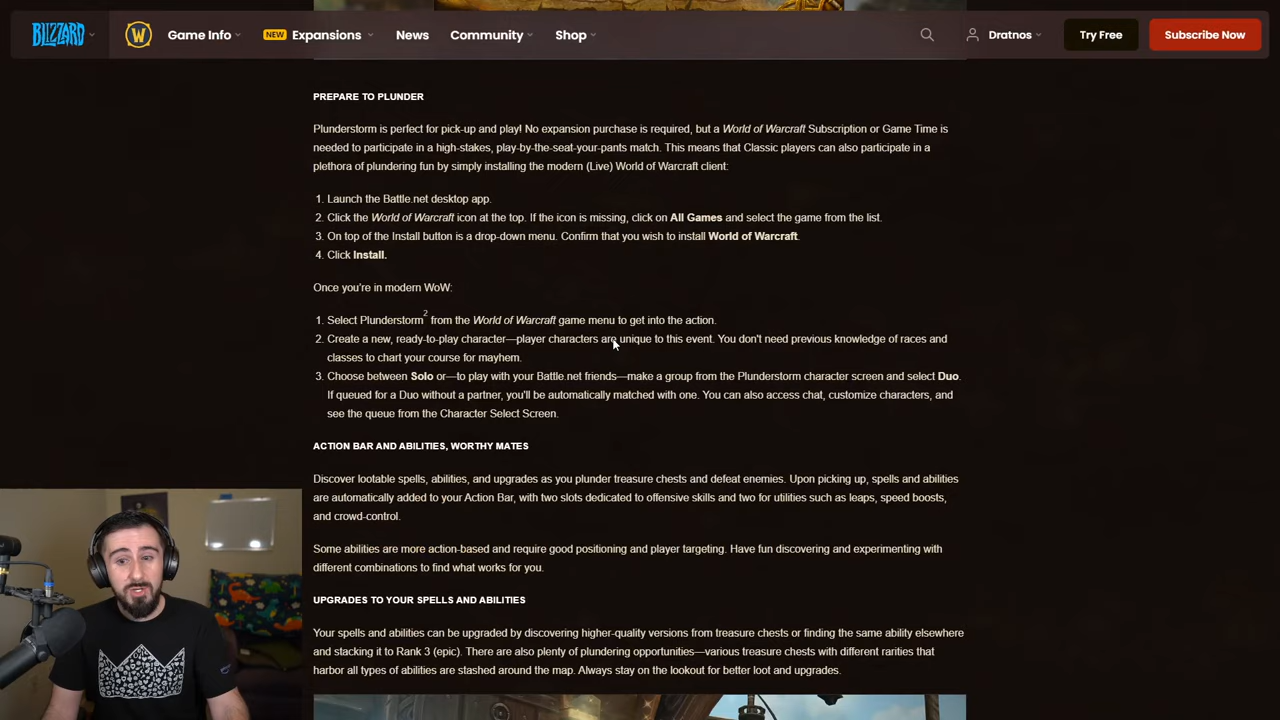 BLIZZARD W Game Info NEW Expansions News Community Shop Dratnos Try Free Subscribe Now
PREPARE TO PLUNDER
Plunderstorm is perfect for pick-up and play! No expansion purchase is required, but a World of Warcraft Subscription or Game Time is
needed to participate in a high-stakes, play-by-the-seat-your-pants match. This means that Classic players can also participate in a
plethora of plundering fun by simply installing the modern (Live) World of Warcraft client:
1. Launch the Battle.net desktop app.
2. Click the World of Warcraft icon at the top. If the icon is missing, click on All Games and select the game from the list.
3. On top of the Install button is a drop-down menu. Confirm that you wish to install World of Warcraft.
4. Click Install.
Once you're in modern WoW:
1. Select Plunderstorm2 from the World of Warcraft game menu to get into the action.
2. Create a new, ready-to-play character—player characters are unique to this event. You don't need previous knowledge of races and
classes to chart your course for mayhem.
3. Choose between Solo or—to play with your Battle.net friends—make a group from the Plunderstorm character screen and select Duo.
If queued for a Duo without a partner, you'll be automatically matched with one. You can also access chat, customize characters, and
see the queue from the Character Select Screen.
ACTION BAR AND ABILITIES, WORTHY MATES
Discover lootable spells, abilities, and upgrades as you plunder treasure chests and defeat enemies. Upon picking up, spells and abilities
are automatically added to your Action Bar, with two slots dedicated to offensive skills and two for utilities such as leaps, speed boosts,
and crowd-control.
Some abilities are more action-based and require good positioning and player targeting. Have fun discovering and experimenting with
different combinations to find what works for you.
UPGRADES TO YOUR SPELLS AND ABILITIES
Your spells and abilities can be upgraded by discovering higher-quality versions from treasure chests or finding the same ability elsewhere
and stacking it to Rank 3 (epic). There are also plenty of plundering opportunities—various treasure chests with different rarities that
harbor all types of abilities are stashed around the map. Always stay on the lookout for better loot and upgrades.